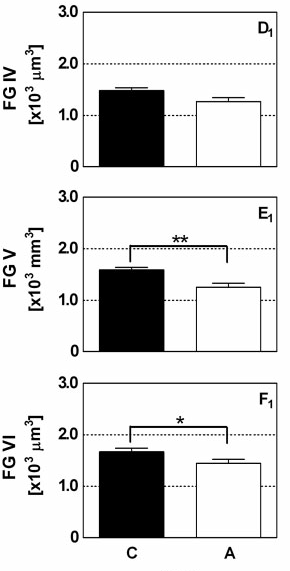 D1
FG IV
[x10³ µm³]
3.0
2.0
1.0
0
E1
FG V
[x10³ mm³]
3.0
2.0
1.0
0
**
F1
FG VI
[x10³ µm³]
3.0
2.0
1.0
0
*
C A